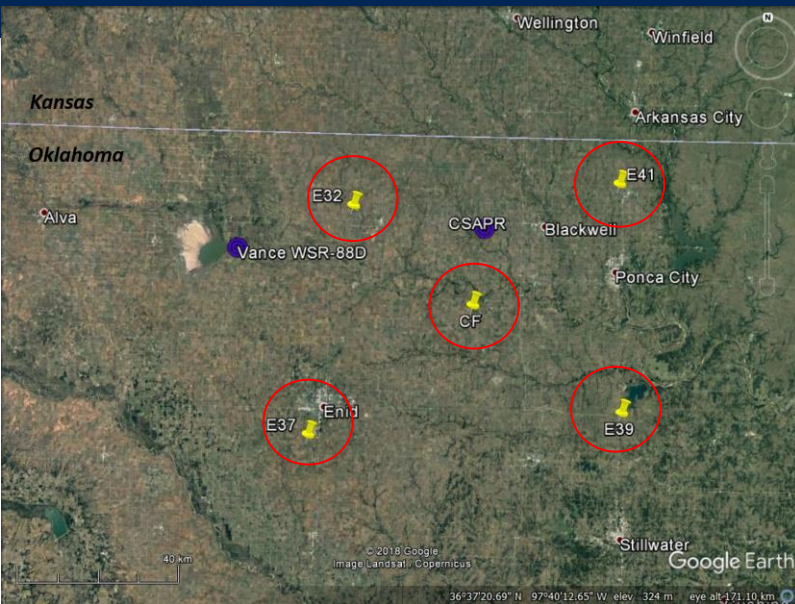 N
Wellington
Winfield
Kansas
Arkansas City
Oklahoma
E32
E41
Alva
CSAPR
Blackwell
Vance WSR-88D
Ponca City
CF
Enid
E37
E39
Stillwater
40 km
© 2018 Google
Image Landsat / Copernicus
Google Earth
36°37'20.69" N 97°40'12.65" W elev 324 m eye alt 171.10 km